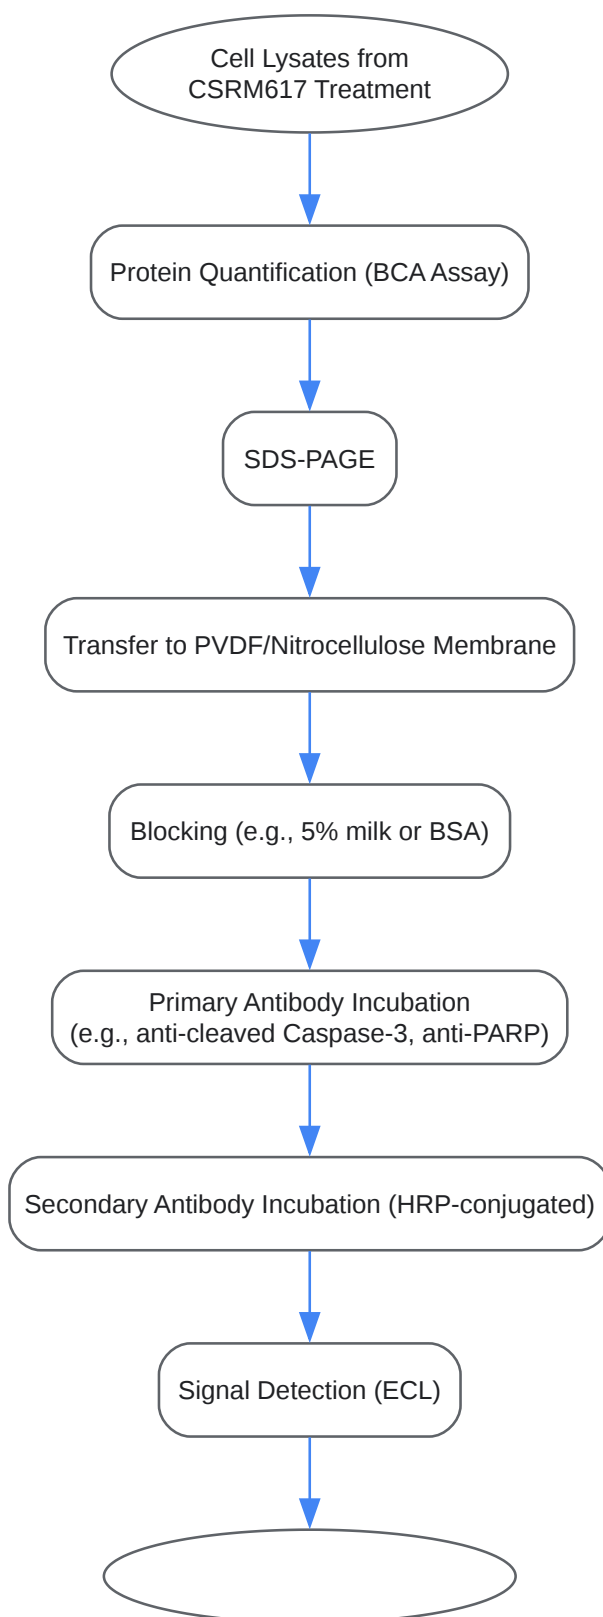 Cell Lysates from
CSRM617 Treatment
Protein Quantification (BCA Assay)
SDS-PAGE
Transfer to PVDF/Nitrocellulose Membrane
Blocking (e.g., 5% milk or BSA)
Primary Antibody Incubation
(e.g., anti-cleaved Caspase-3, anti-PARP)
Secondary Antibody Incubation (HRP-conjugated)
Signal Detection (ECL)